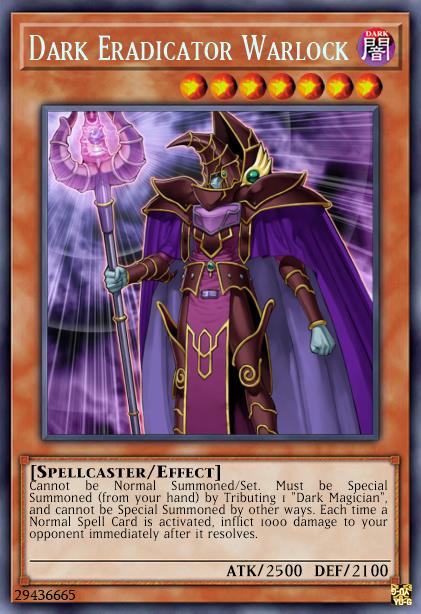 Dark Eradicator Warlock
DARK
闇
[Spellcaster/Effect]
Cannot be Normal Summoned/Set. Must be Special
Summoned (from your hand) by Tributing 1 "Dark Magician",
and cannot be Special Summoned by other ways. Each time a
Normal Spell Card is activated, inflict 1000 damage to your
opponent immediately after it resolves.
ATK/2500 DEF/2100
29436665